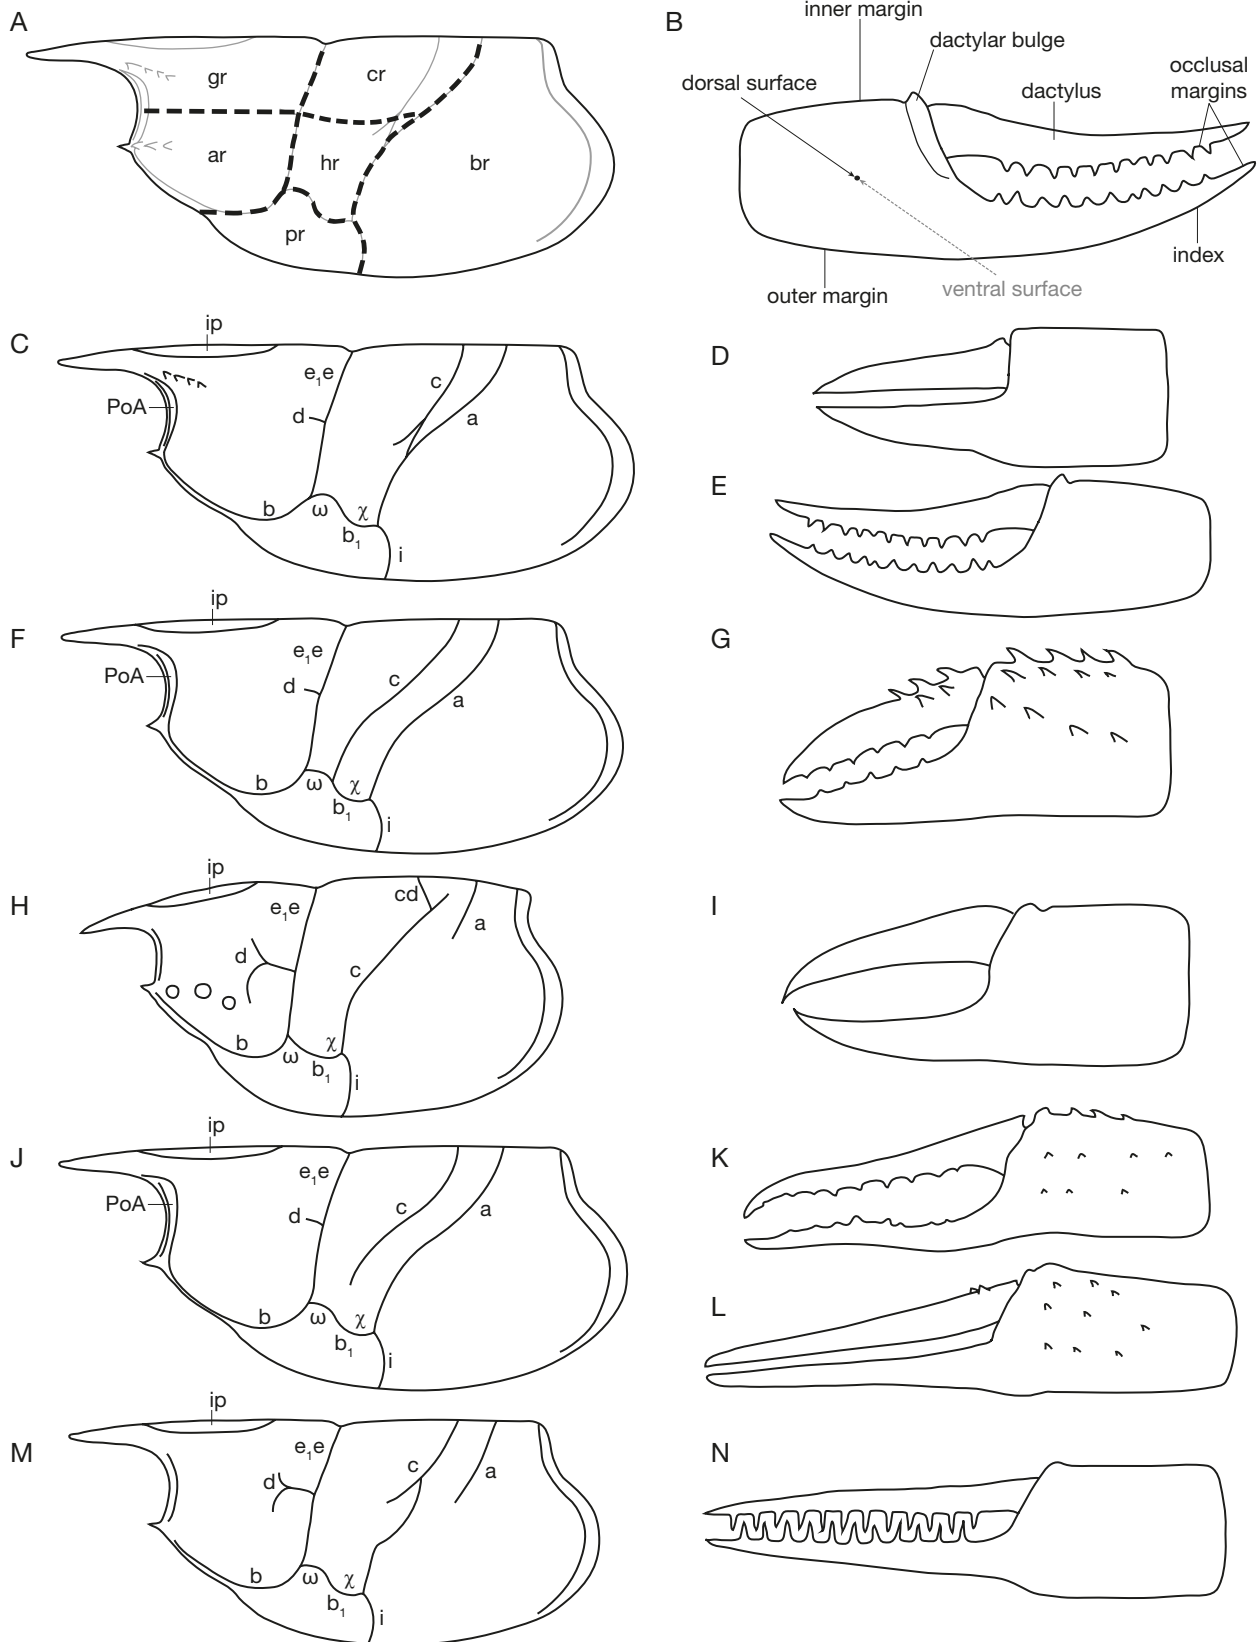 A
gr
cr
ar
hr
br
pr
B
inner margin
dactylar bulge
dorsal surface
dactylus
occlusal
margins
index
outer margin
ventral surface
C
ip
PoA
e₁e
d
c
a
b
ω
χ
b₁
i
D
E
F
ip
PoA
e₁e
d
c
a
b
ω
χ
b₁
i
G
H
ip
e₁e
cd
d
a
c
b
ω
χ
b₁
i
I
J
ip
PoA
e₁e
d
c
a
b
ω
χ
b₁
i
K
L
M
ip
e₁e
d
c
a
b
ω
χ
b₁
i
N